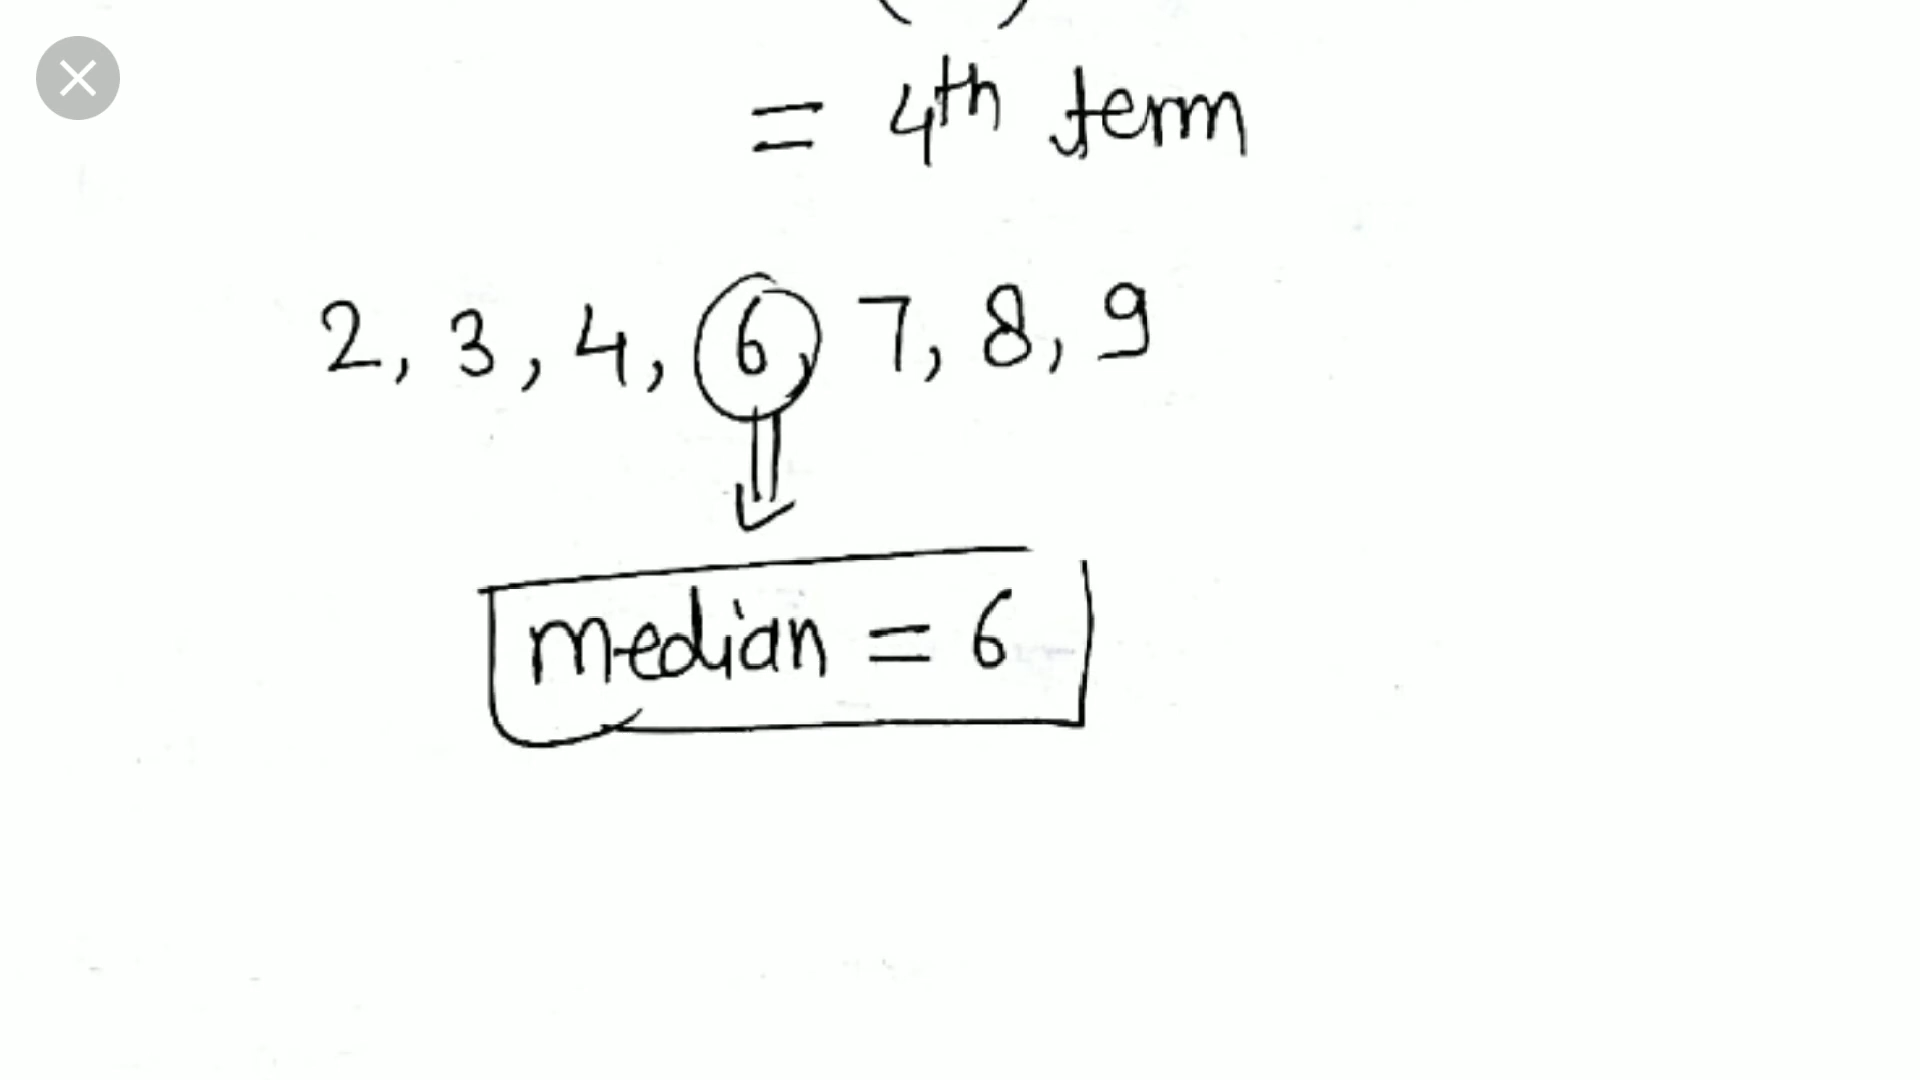 = 4th term
2, 3, 4, 6, 7, 8, 9
median = 6